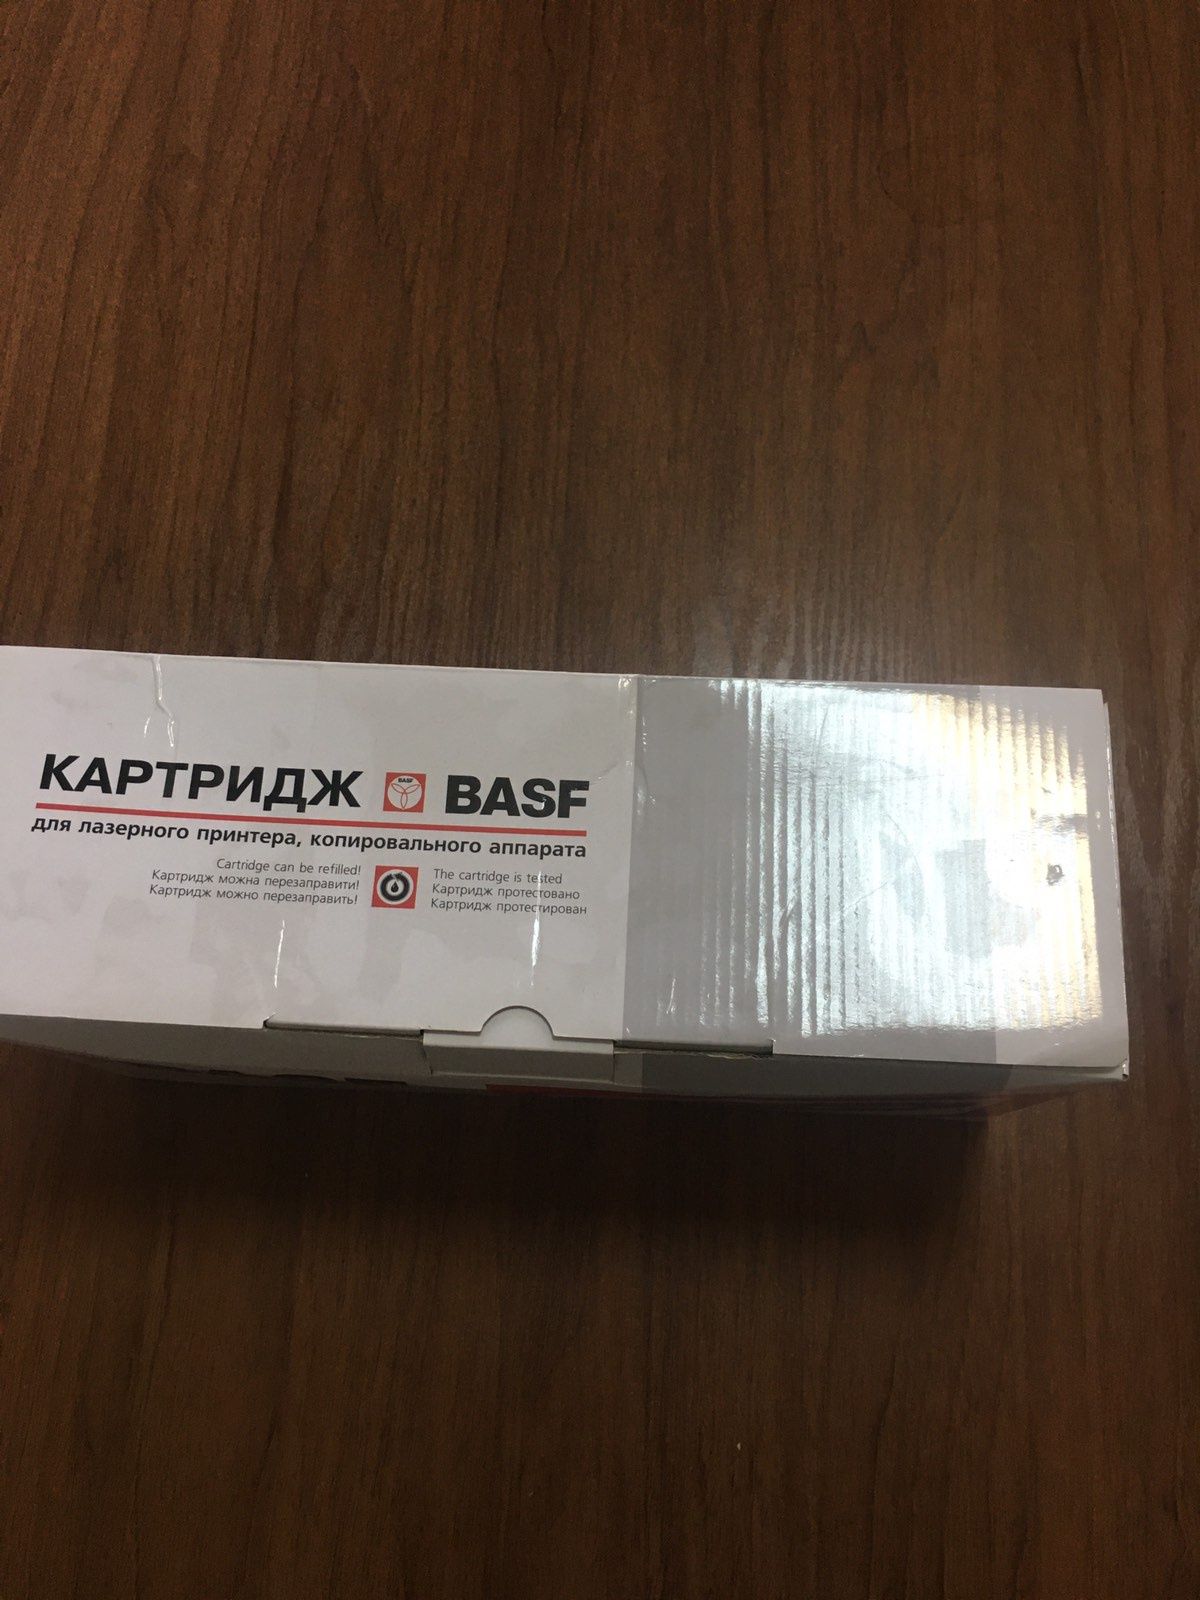 КАРТРИДЖ BASF BASF
для лазерного принтера, копировального аппарата
Cartridge can be refilled!
Картридж можна перезаправити!
Картридж можно перезаправить!
The cartridge is tested
Картридж протестовано
Картридж протестирован